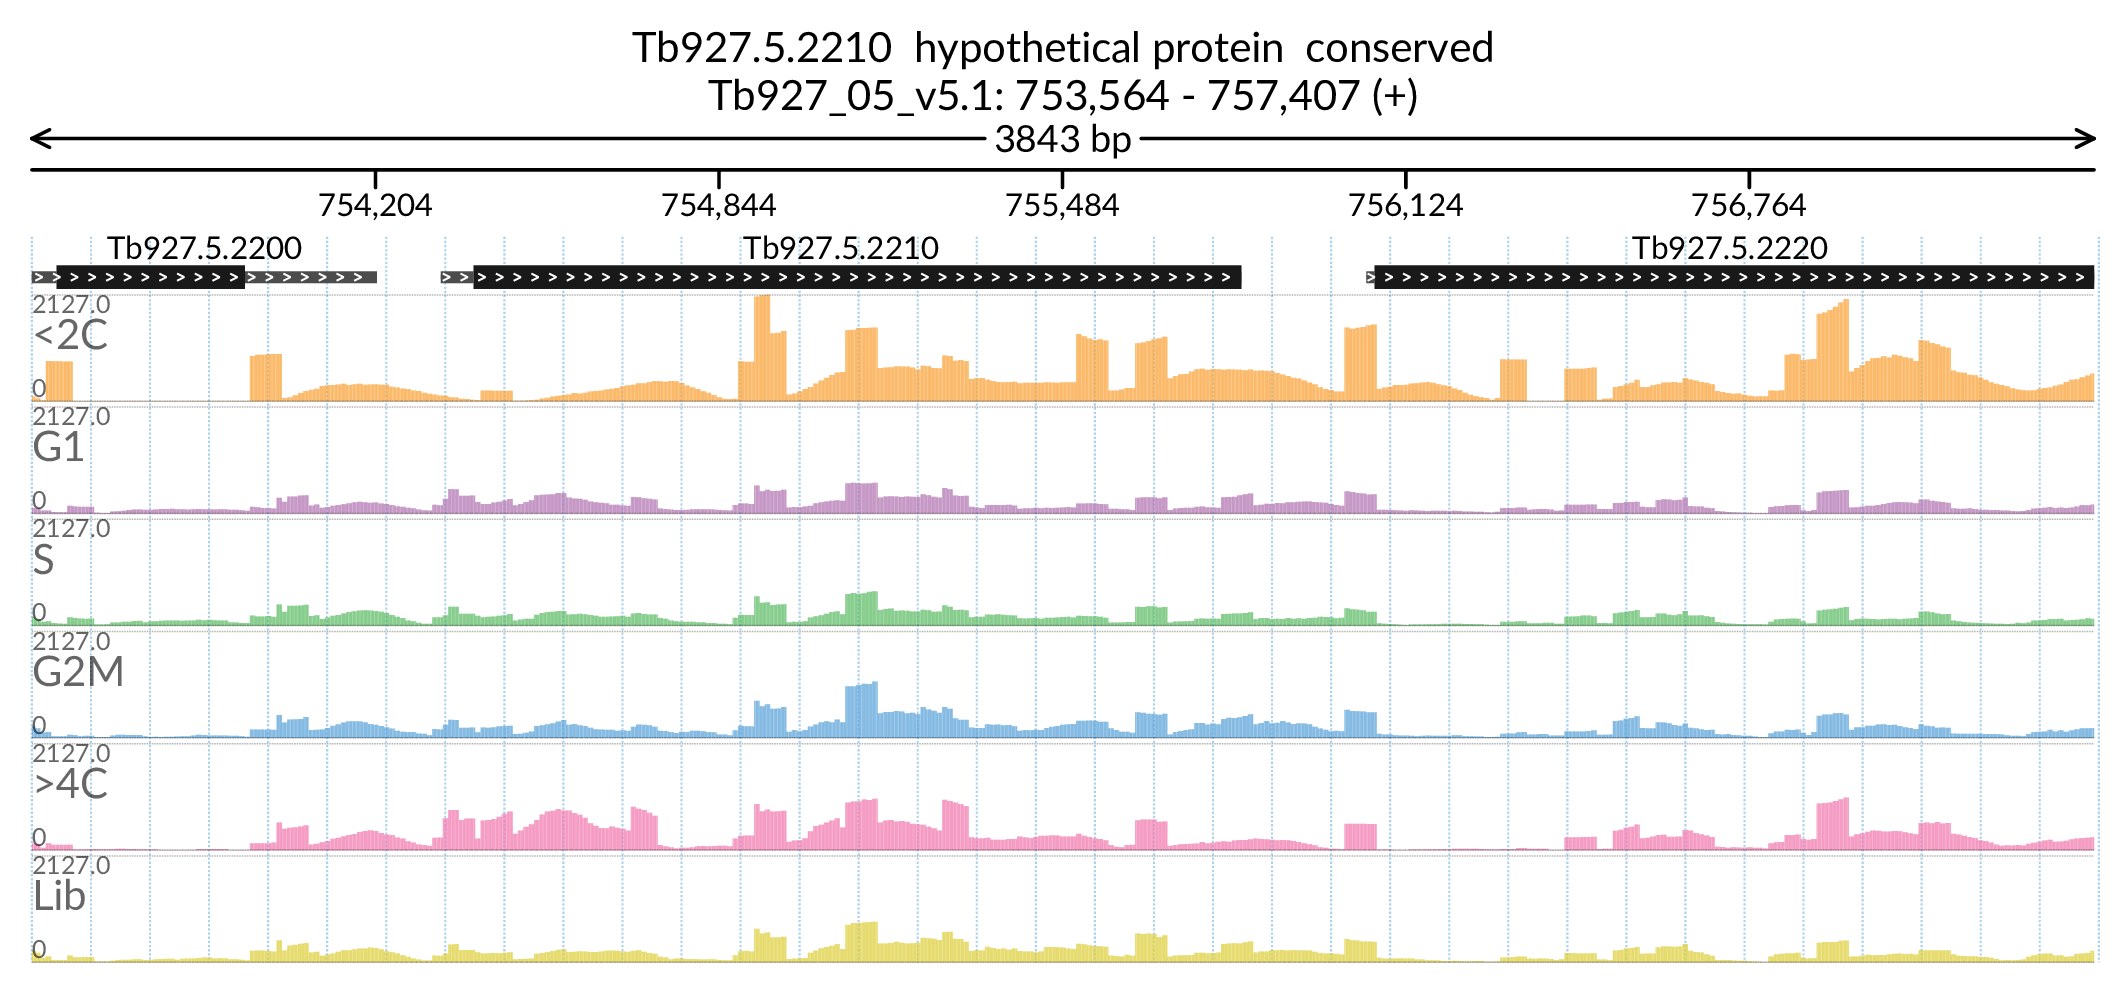 Tb927.5.2210  hypothetical protein  conserved
Tb927_05_v5.1: 753,564 - 757,407 (+)
3843 bp
754,204 754,844 755,484 756,124 756,764
Tb927.5.2200 Tb927.5.2210 Tb927.5.2220
2127.0
<2C
0
2127.0
G1
0
2127.0
S
0
2127.0
G2M
0
2127.0
>4C
0
2127.0
Lib
0